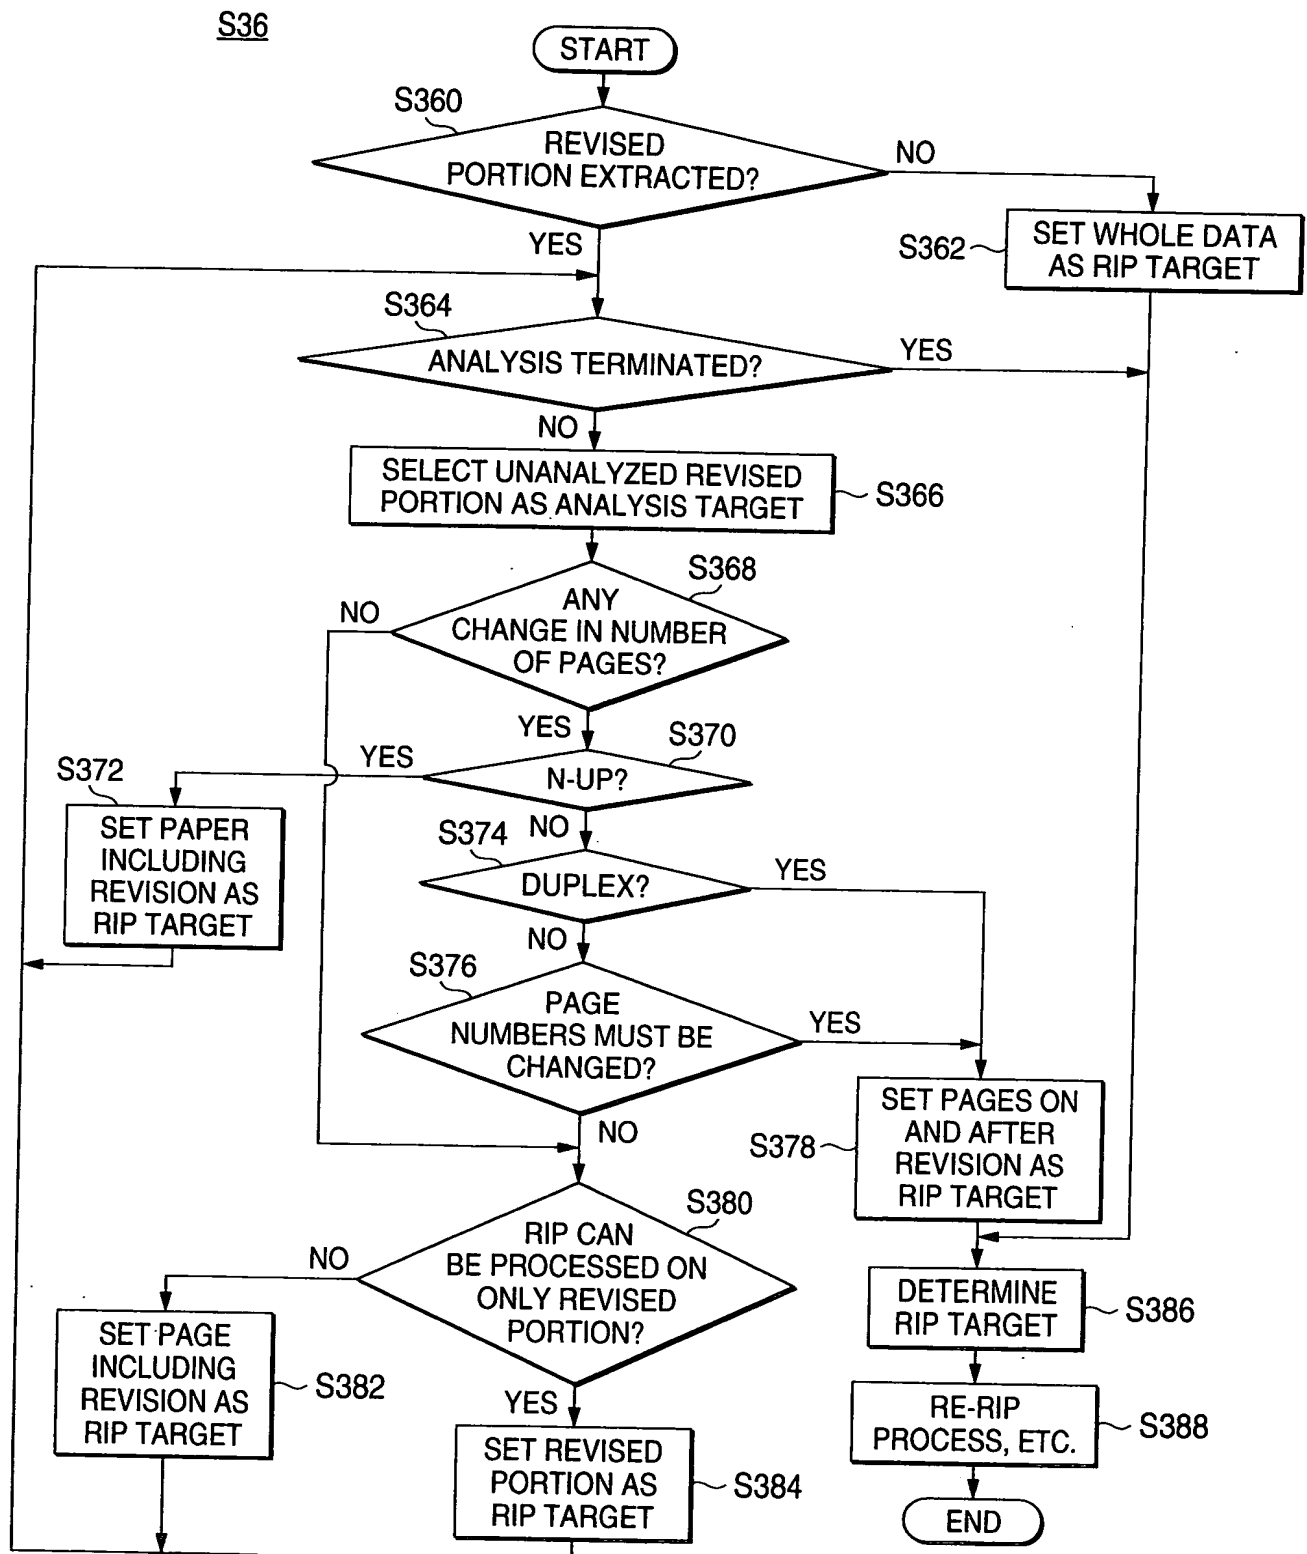 S36
START
S360
REVISED
PORTION EXTRACTED?
NO
YES
S362
SET WHOLE DATA
AS RIP TARGET
S364
ANALYSIS TERMINATED?
YES
NO
SELECT UNANALYZED REVISED
PORTION AS ANALYSIS TARGET
S366
S368
ANY
CHANGE IN NUMBER
OF PAGES?
NO
YES
S370
N-UP?
YES
NO
S372
SET PAPER
INCLUDING
REVISION AS
RIP TARGET
S374
DUPLEX?
YES
NO
S376
PAGE
NUMBERS MUST BE
CHANGED?
YES
NO
S378
SET PAGES ON
AND AFTER
REVISION AS
RIP TARGET
S380
RIP CAN
BE PROCESSED ON
ONLY REVISED
PORTION?
NO
YES
SET PAGE
INCLUDING
REVISION AS
RIP TARGET
S382
SET REVISED
PORTION AS
RIP TARGET
S384
DETERMINE
RIP TARGET
S386
RE-RIP
PROCESS, ETC.
S388
END